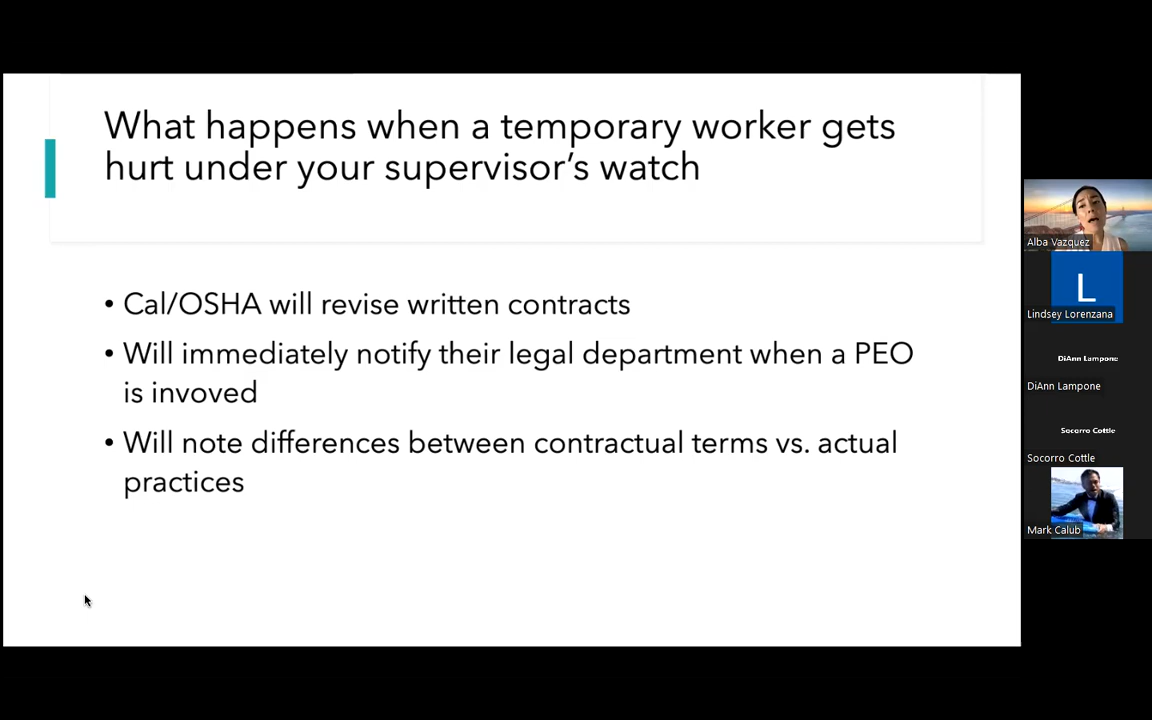 What happens when a temporary worker gets
hurt under your supervisor's watch
• Cal/OSHA will revise written contracts
• Will immediately notify their legal department when a PEO
is invoved
• Will note differences between contractual terms vs. actual
practices
Alba Vazquez
L
Lindsey Lorenzana
DiAnn Lampone
DiAnn Lampone
Socorro Cottle
Socorro Cottle
Mark Calub